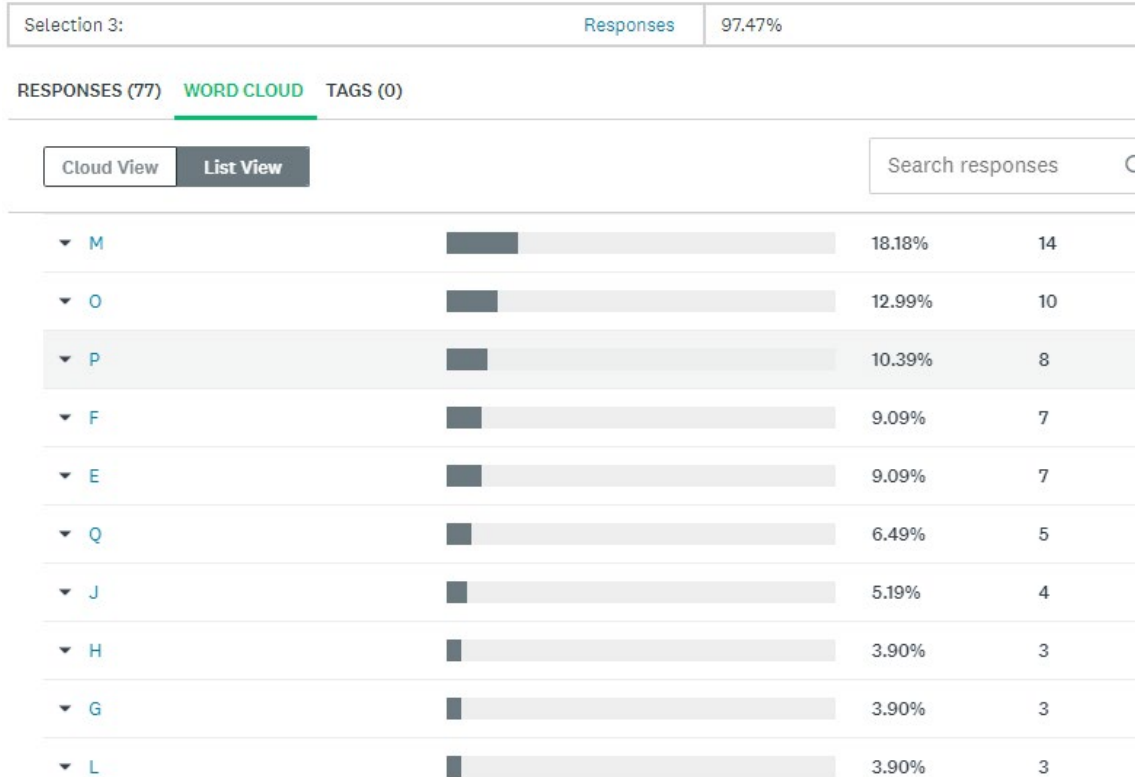 Selection 3: Responses 97.47%
RESPONSES (77) WORD CLOUD TAGS (0)
Cloud View List View Search responses
M 18.18% 14
O 12.99% 10
P 10.39% 8
F 9.09% 7
E 9.09% 7
Q 6.49% 5
J 5.19% 4
H 3.90% 3
G 3.90% 3
L 3.90% 3